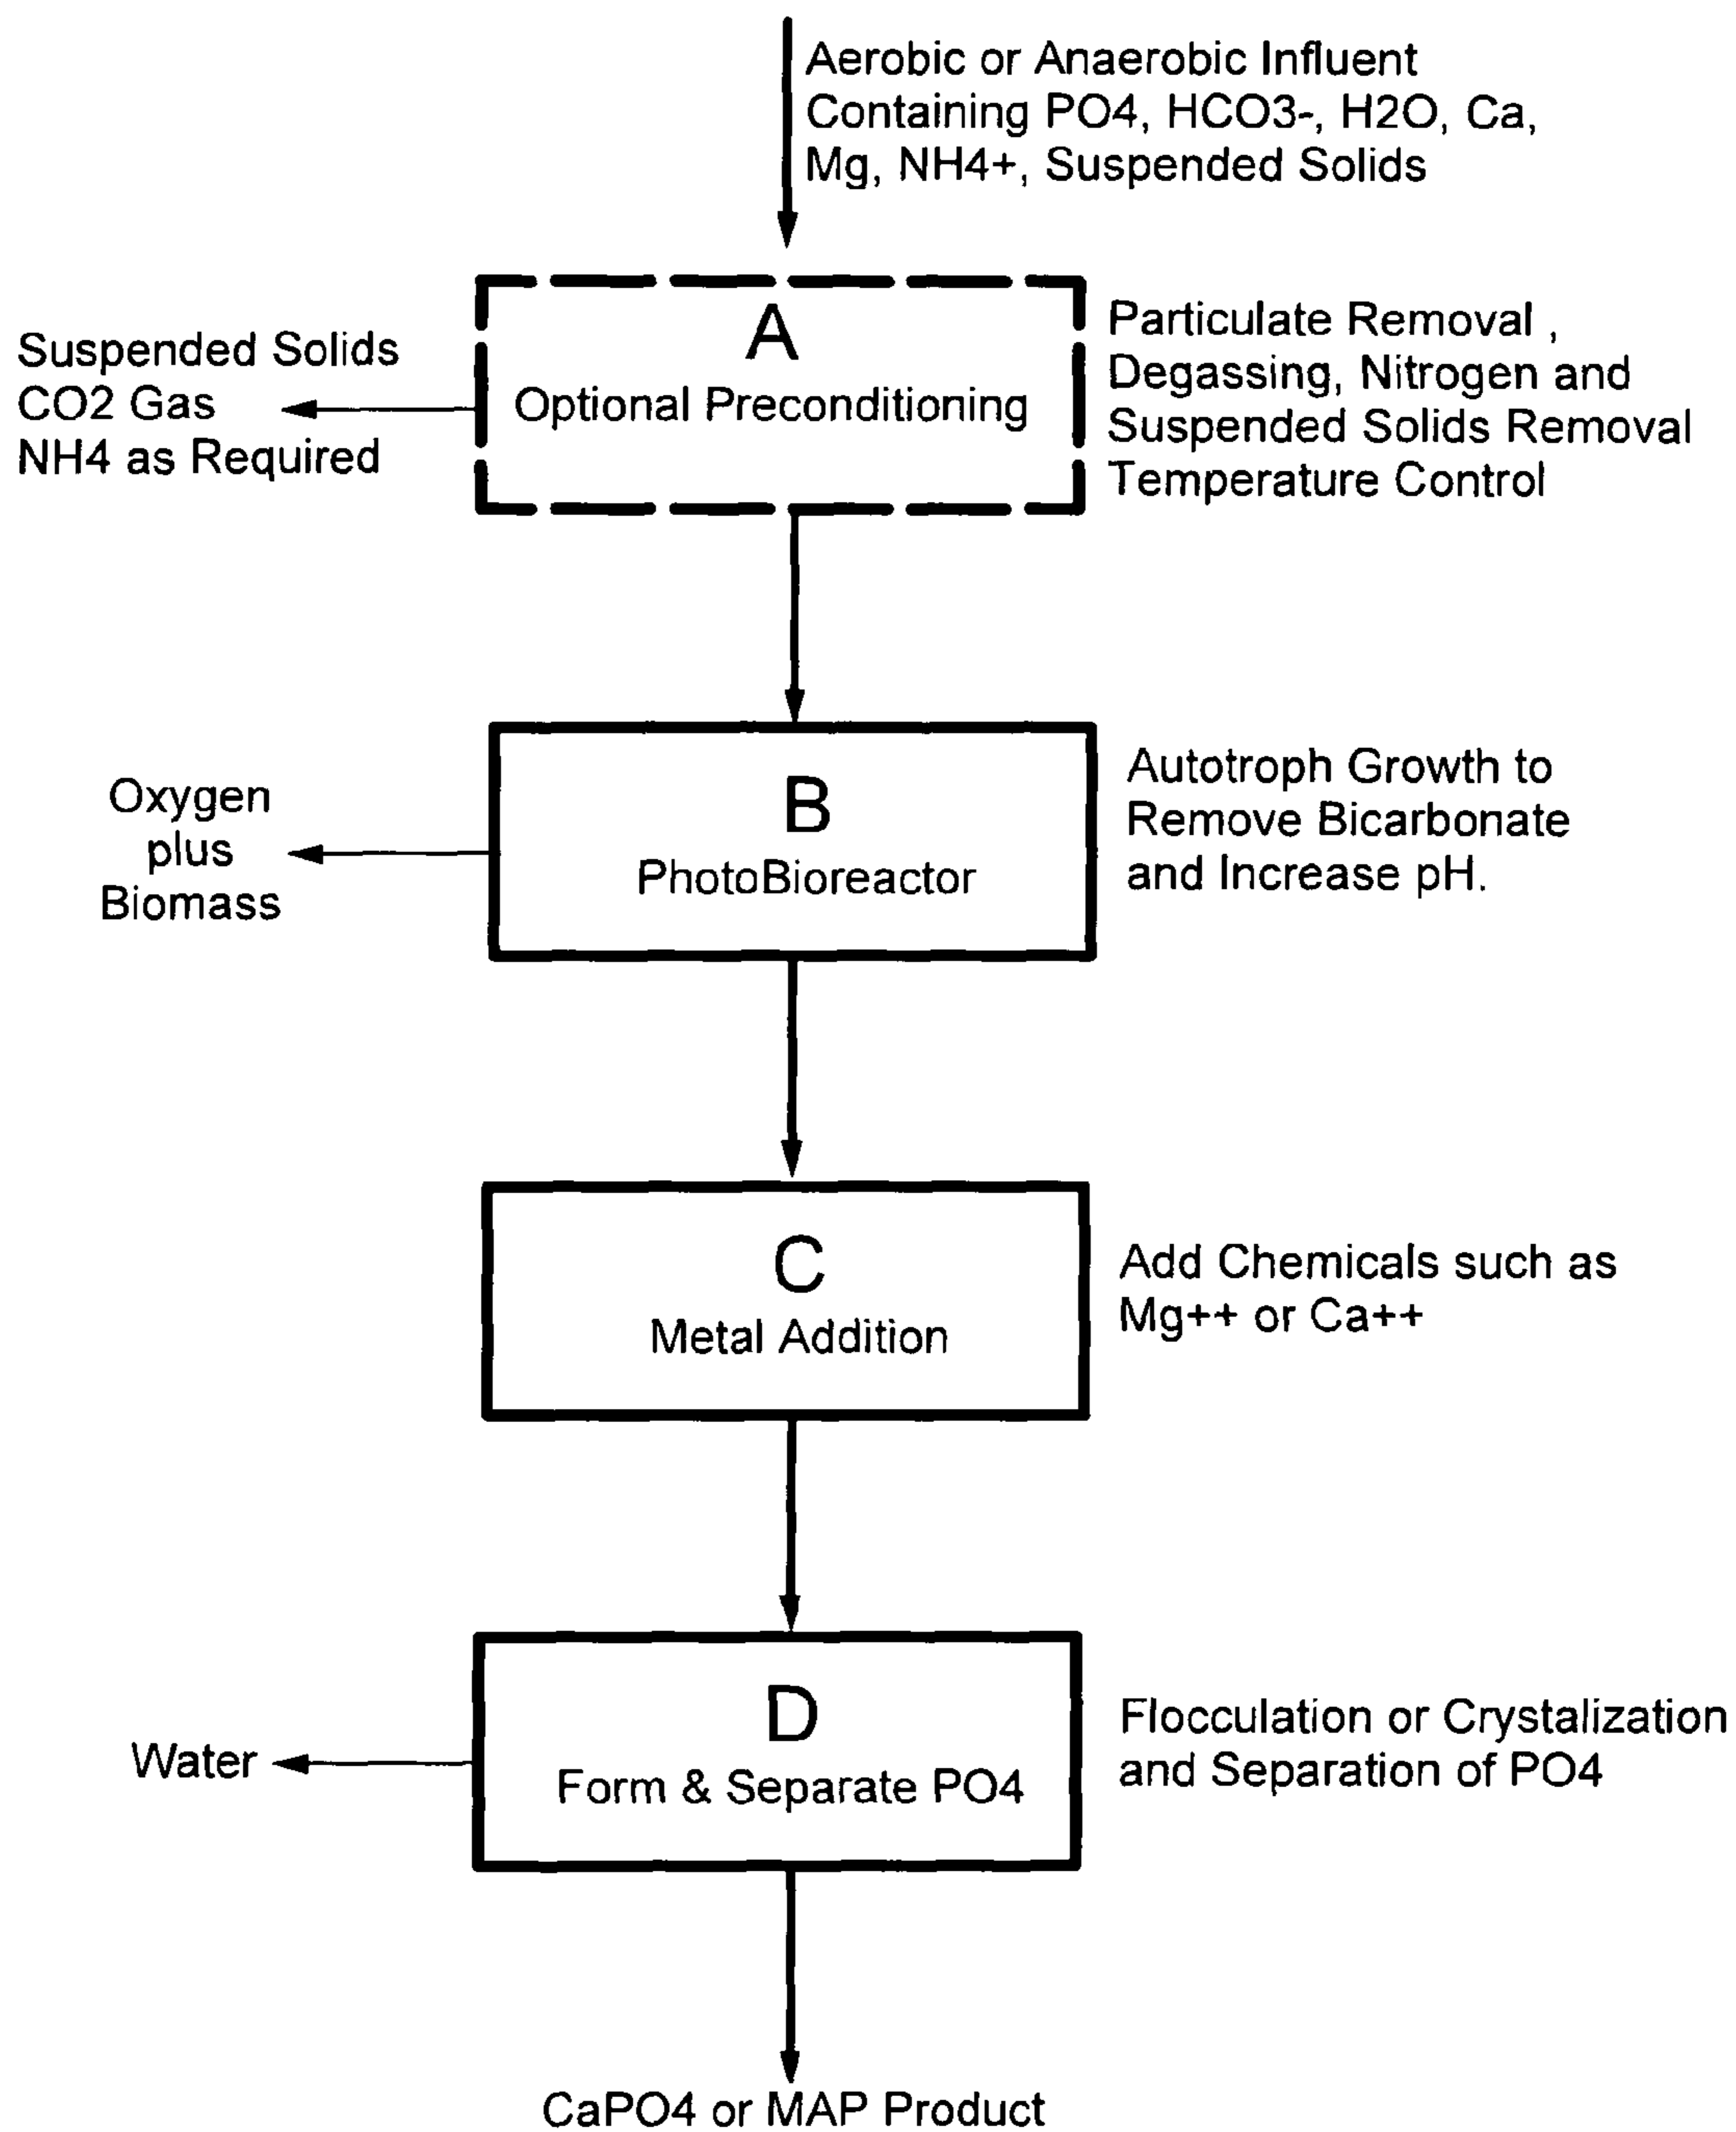 Aerobic or Anaerobic Influent
Containing PO4, HCO3-, H2O, Ca,
Mg, NH4+, Suspended Solids
A
Optional Preconditioning
Suspended Solids
CO2 Gas
NH4 as Required
Particulate Removal ,
Degassing, Nitrogen and
Suspended Solids Removal
Temperature Control
B
PhotoBioreactor
Oxygen
plus
Biomass
Autotroph Growth to
Remove Bicarbonate
and Increase pH.
C
Metal Addition
Add Chemicals such as
Mg++ or Ca++
D
Form & Separate PO4
Water
Flocculation or Crystalization
and Separation of PO4
CaPO4 or MAP Product